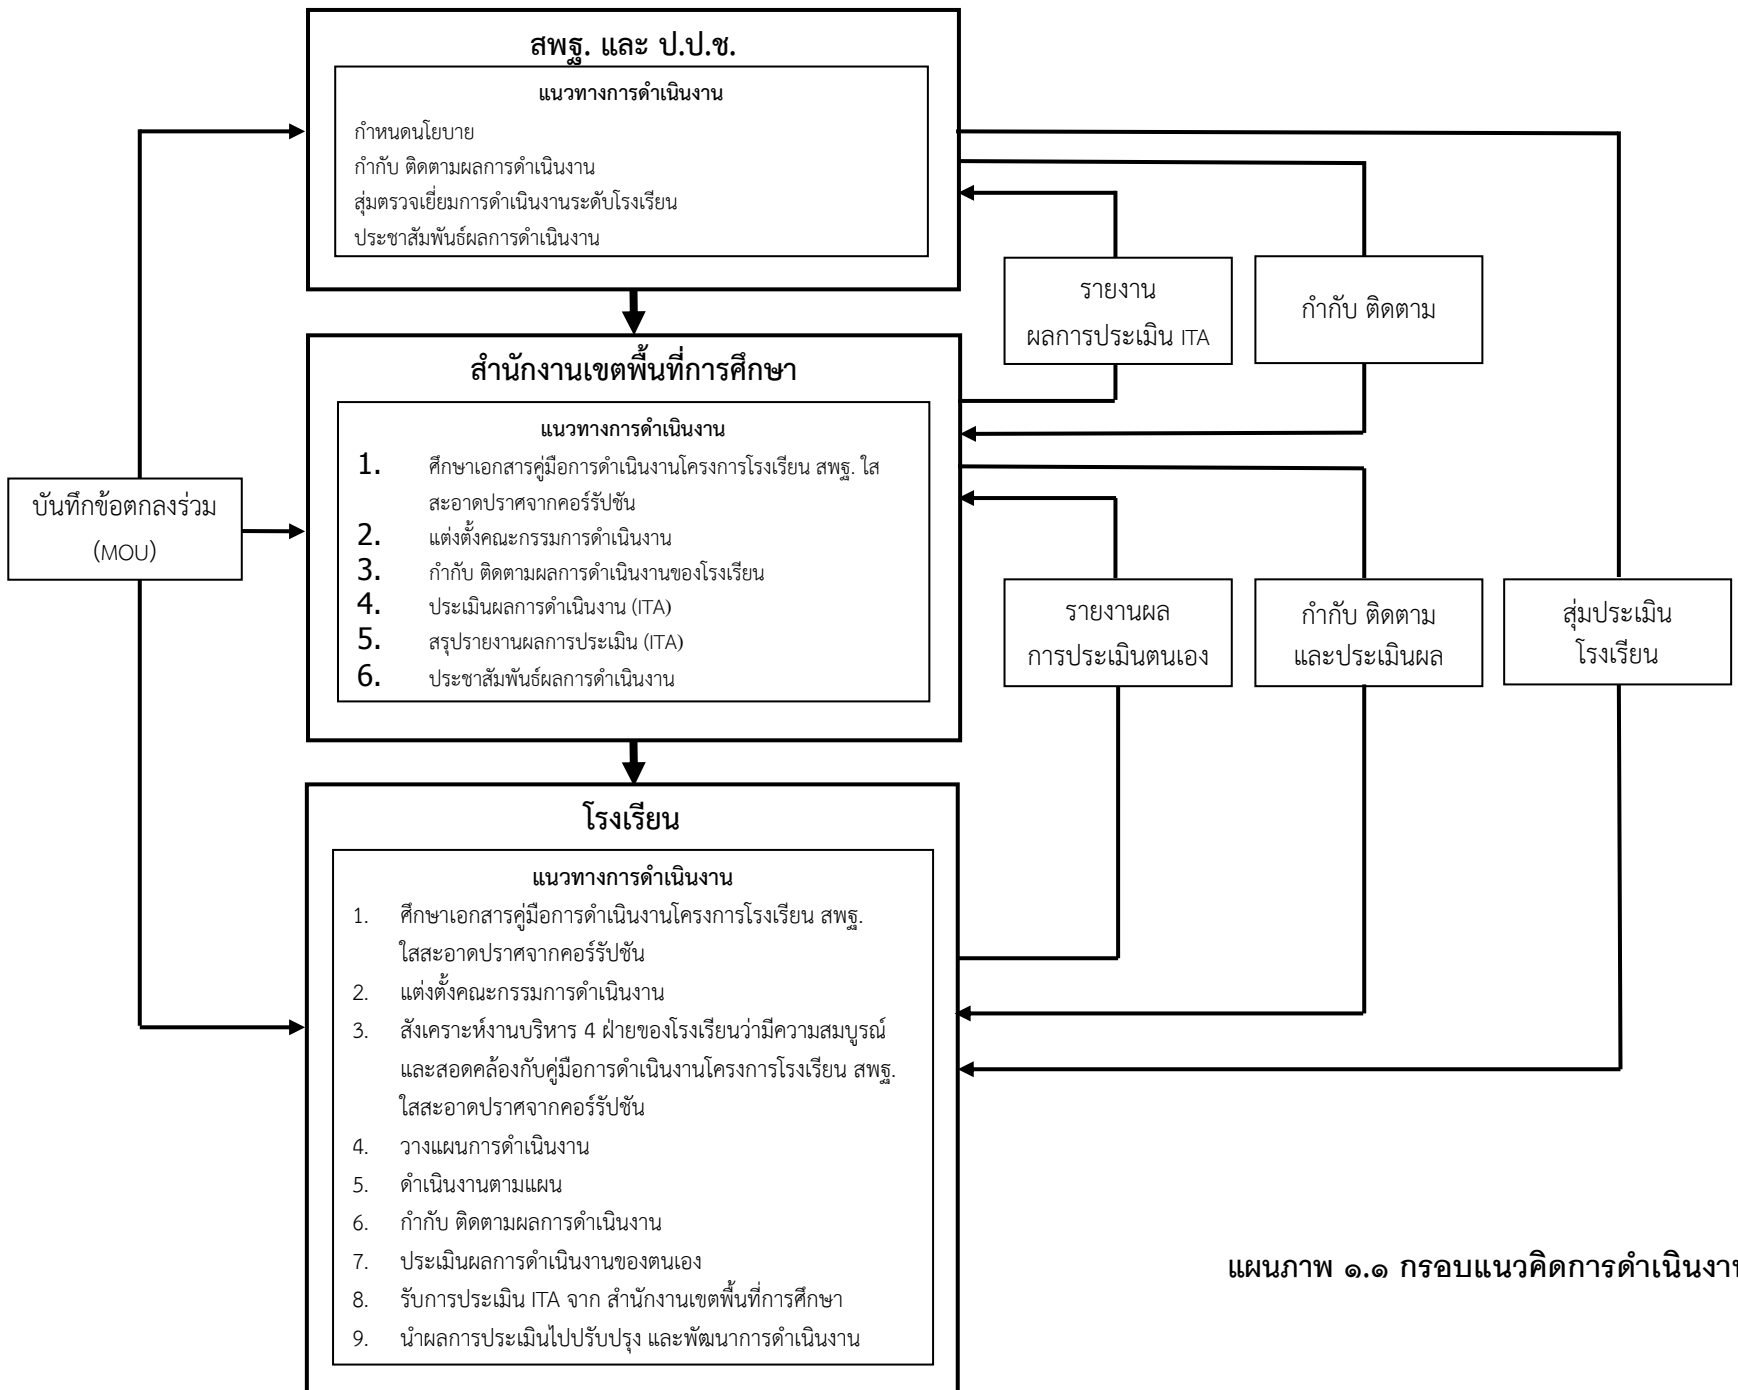 สพฐ. และ ป.ป.ช.
แนวทางการดำเนินงาน
กำหนดนโยบาย
กำกับ ติดตามผลการดำเนินงาน
สุ่มตรวจเยี่ยมการดำเนินงานระดับโรงเรียน
ประชาสัมพันธ์ผลการดำเนินงาน
รายงาน
ผลการประเมิน ITA
กำกับ ติดตาม
สำนักงานเขตพื้นที่การศึกษา
แนวทางการดำเนินงาน
1. ศึกษาเอกสารคู่มือการดำเนินงานโครงการโรงเรียน สพฐ. ใส
สะอาดปราศจากคอร์รัปชัน
2. แต่งตั้งคณะกรรมการดำเนินงาน
3. กำกับ ติดตามผลการดำเนินงานของโรงเรียน
4. ประเมินผลการดำเนินงาน (ITA)
5. สรุปรายงานผลการประเมิน (ITA)
6. ประชาสัมพันธ์ผลการดำเนินงาน
บันทึกข้อตกลงร่วม
(MOU)
รายงานผล
การประเมินตนเอง
กำกับ ติดตาม
และประเมินผล
สุ่มประเมิน
โรงเรียน
โรงเรียน
แนวทางการดำเนินงาน
1. ศึกษาเอกสารคู่มือการดำเนินงานโครงการโรงเรียน สพฐ.
ใสสะอาดปราศจากคอร์รัปชัน
2. แต่งตั้งคณะกรรมการดำเนินงาน
3. สังเคราะห์งานบริหาร 4 ฝ่ายของโรงเรียนว่ามีความสมบูรณ์
และสอดคล้องกับคู่มือการดำเนินงานโครงการโรงเรียน สพฐ.
ใสสะอาดปราศจากคอร์รัปชัน
4. วางแผนการดำเนินงาน
5. ดำเนินงานตามแผน
6. กำกับ ติดตามผลการดำเนินงาน
7. ประเมินผลการดำเนินงานของตนเอง
8. รับการประเมิน ITA จาก สำนักงานเขตพื้นที่การศึกษา
9. นำผลการประเมินไปปรับปรุง และพัฒนาการดำเนินงาน
แผนภาพ ๑.๑ กรอบแนวคิดการดำเนินงาน